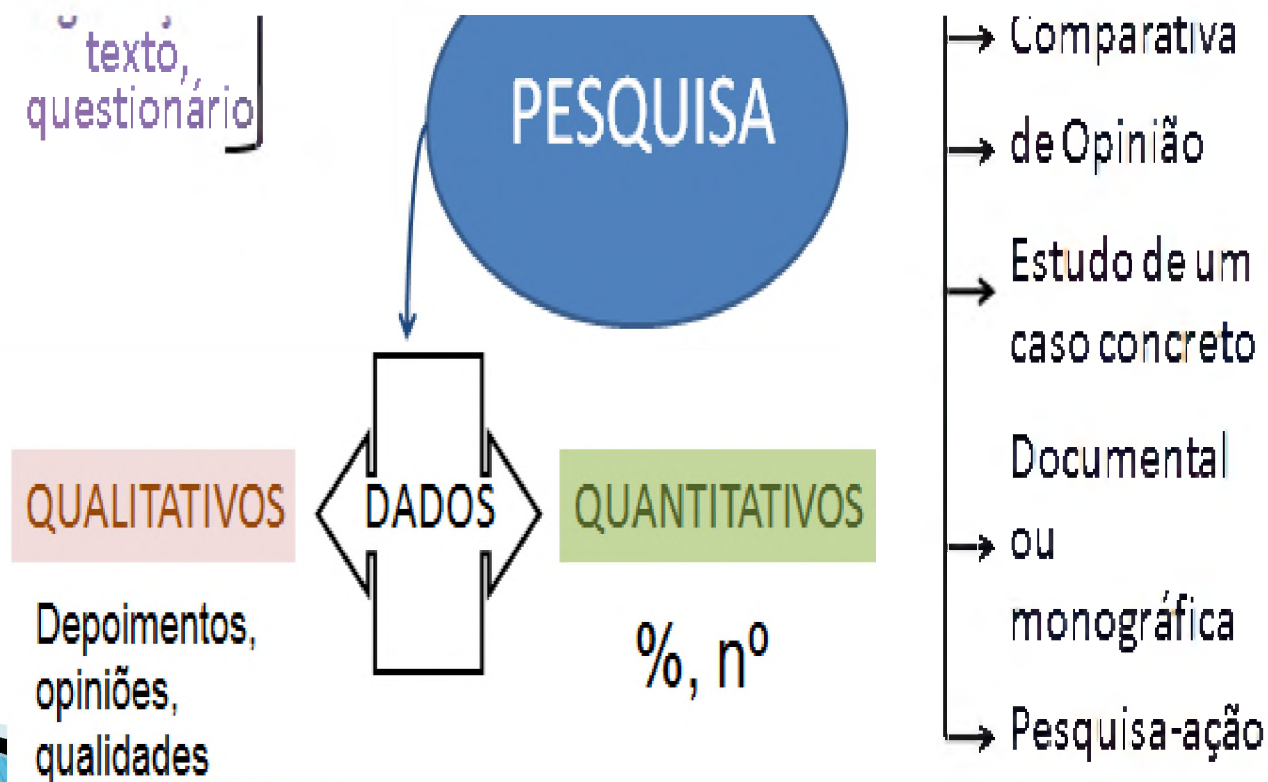 texto,
questionário
PESQUISA
Comparativa
de Opinião
Estudo de um
caso concreto
Documental
ou
monográfica
Pesquisa-ação
DADOS
QUALITATIVOS
Depoimentos,
opiniões,
qualidades
QUANTITATIVOS
%, nº